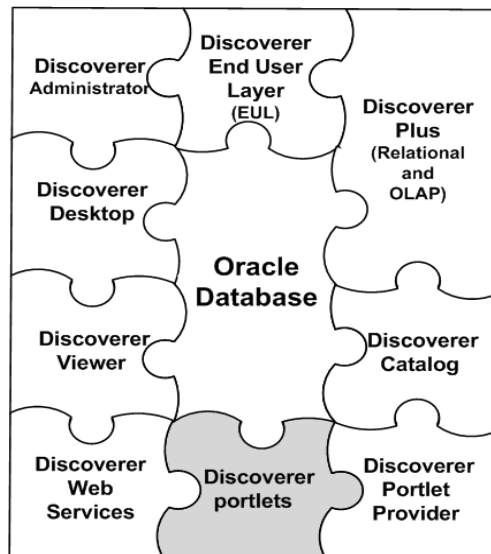 Discoverer
Administrator
Discoverer
End User
Layer
(EUL)
Discoverer
Plus
(Relational
and
OLAP)
Discoverer
Desktop
Oracle
Database
Discoverer
Viewer
Discoverer
Catalog
Discoverer
Web
Services
Discoverer
portlets
Discoverer
Portlet
Provider